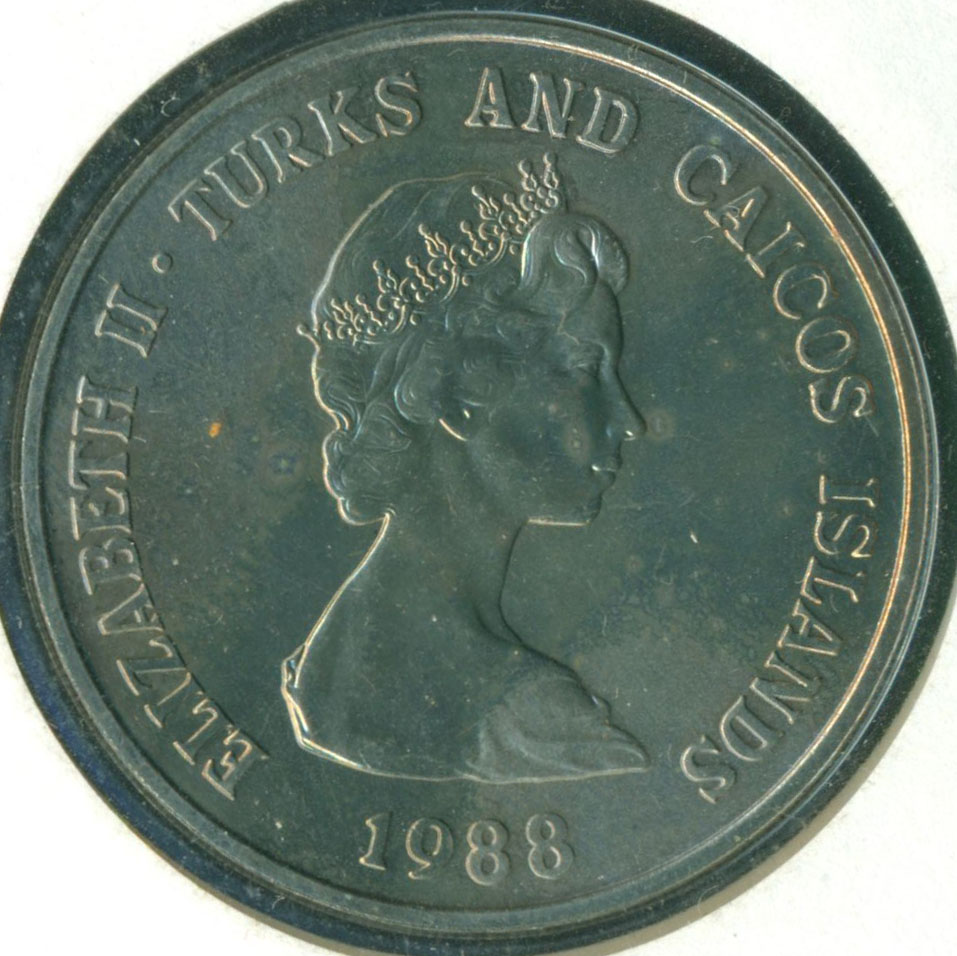 ELIZABETH II · TURKS AND CAICOS ISLANDS
1988